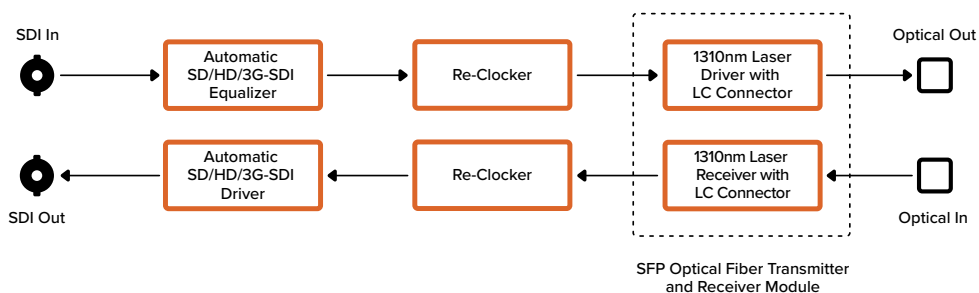 SDI In
Automatic
SD/HD/3G-SDI
Equalizer
Re-Clocker
1310nm Laser
Driver with
LC Connector
Optical Out
SDI Out
Automatic
SD/HD/3G-SDI
Driver
Re-Clocker
1310nm Laser
Receiver with
LC Connector
Optical In
SFP Optical Fiber Transmitter
and Receiver Module